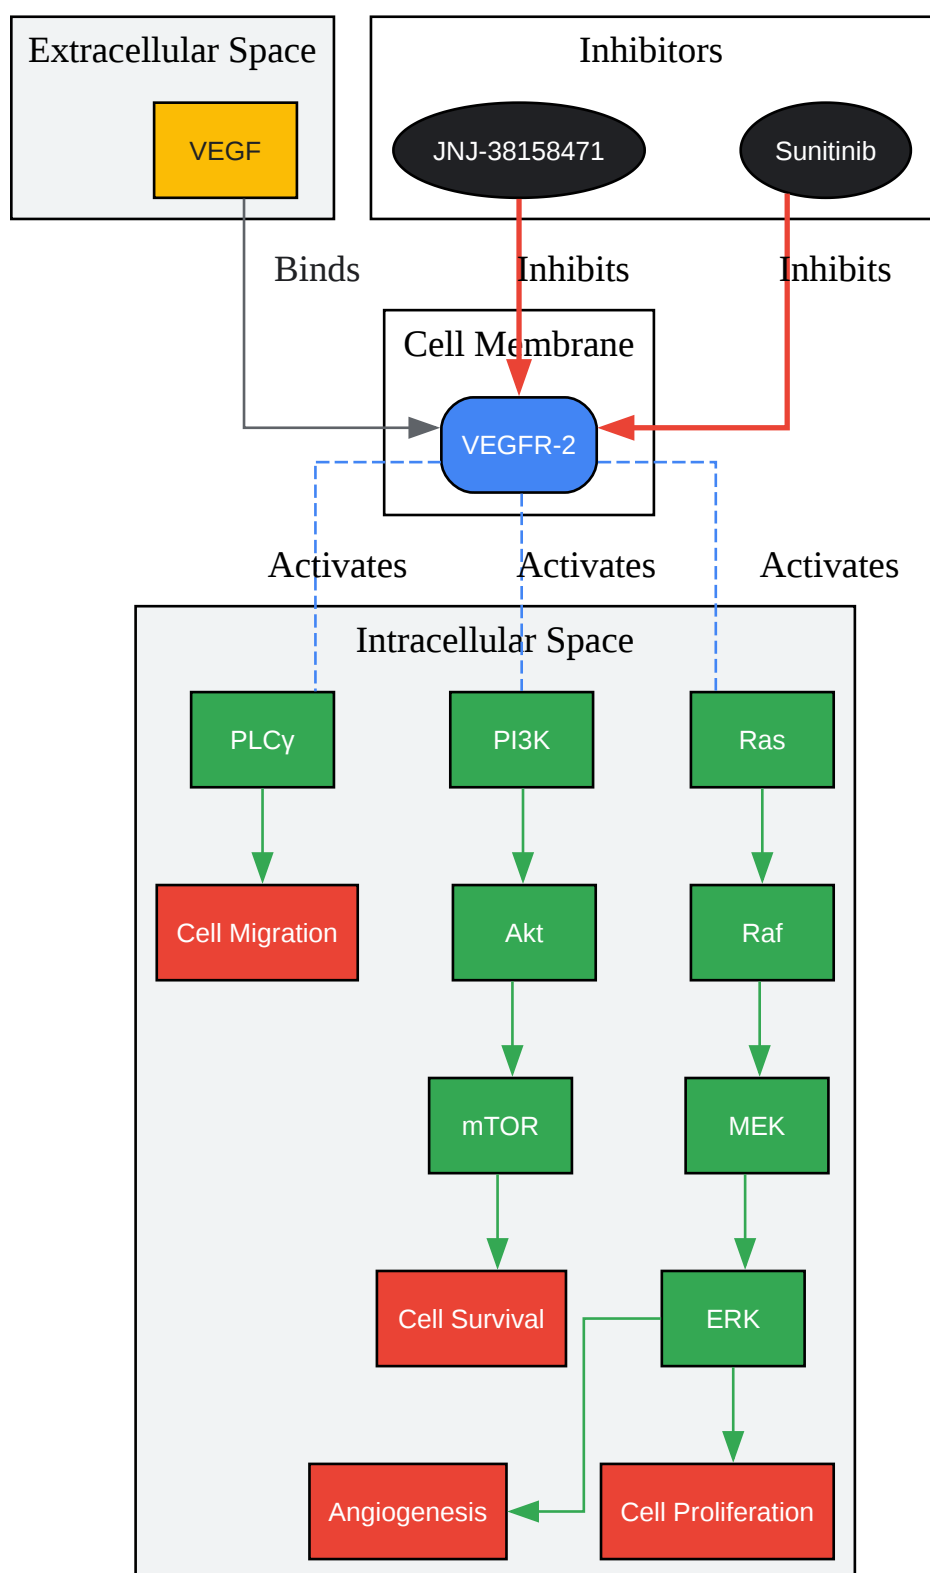 Extracellular Space
Inhibitors
VEGF
JNJ-38158471
Sunitinib
Binds
Inhibits
Inhibits
Cell Membrane
VEGFR-2
Activates
Activates
Activates
Intracellular Space
PLCγ
PI3K
Ras
Cell Migration
Akt
Raf
mTOR
MEK
Cell Survival
ERK
Angiogenesis
Cell Proliferation